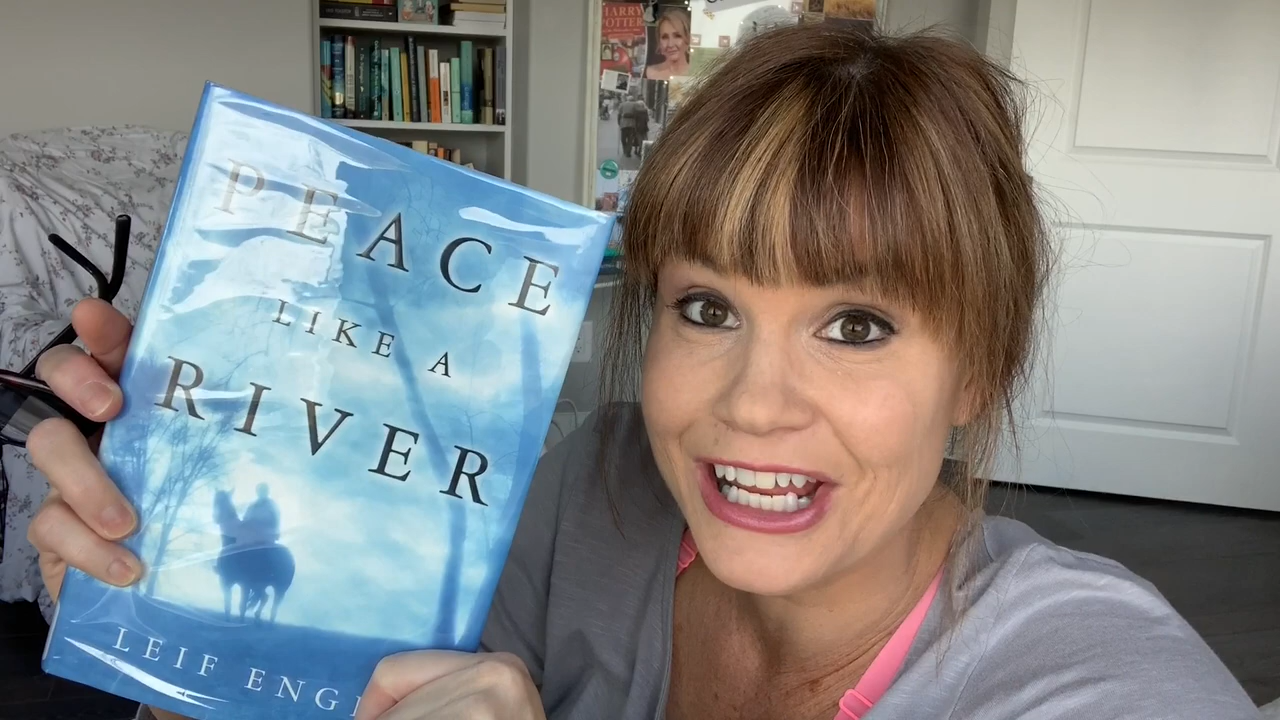 PEACE
LIKE A
RIVER
LEIF ENG
HARRY
POTTER